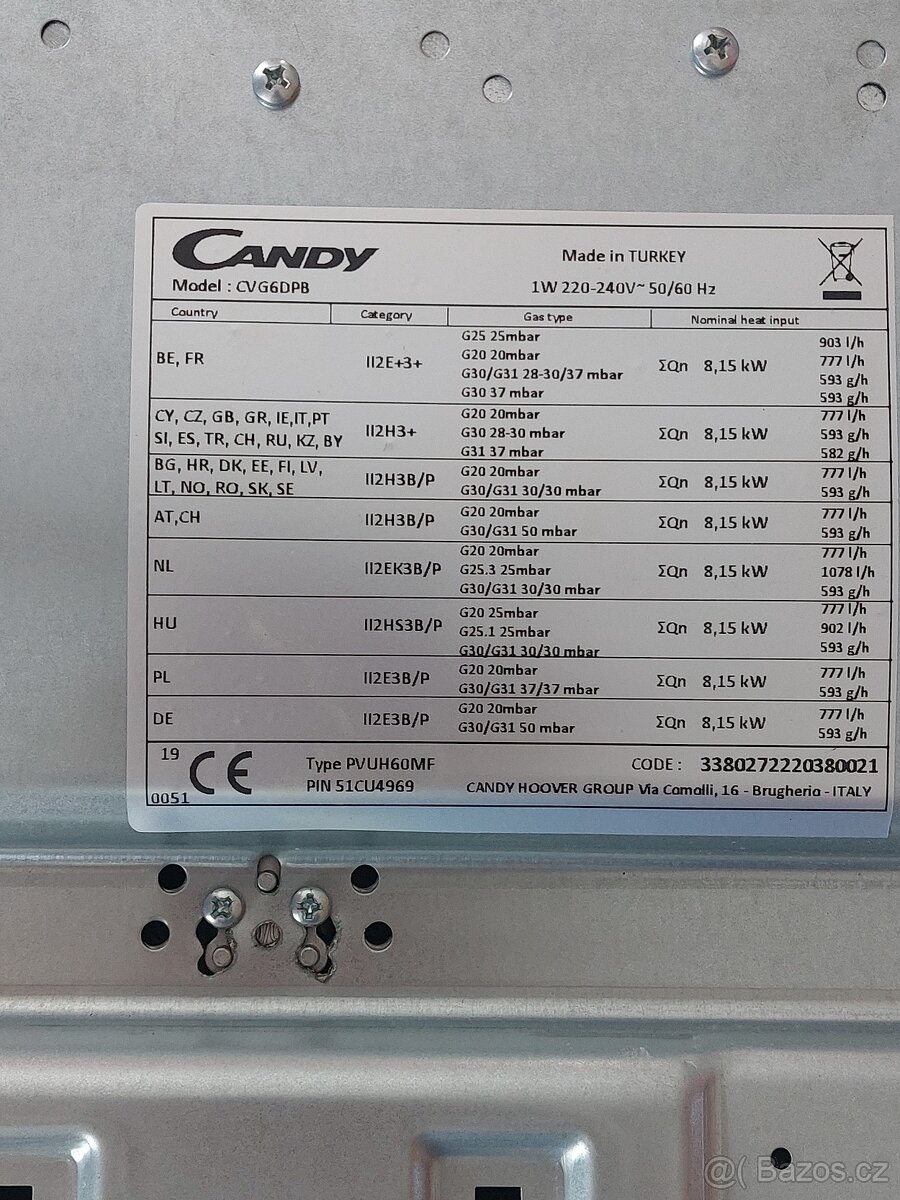 CANDY
Made in TURKEY
Model : CVG6DPB
1W 220-240V~ 50/60 Hz
Country Category Gas type Nominal heat input
BE, FR II2E+3+ G25 25mbar ΣQn 8,15 kW 903 l/h
G20 20mbar 777 l/h
G30/G31 28-30/37 mbar 593 g/h
G30 37 mbar 593 g/h
CY, CZ, GB, GR, IE,IT,PT II2H3+ G20 20mbar ΣQn 8,15 kW 777 l/h
SI, ES, TR, CH, RU, KZ, BY G30 28-30 mbar 593 g/h
G31 37 mbar 582 g/h
BG, HR, DK, EE, FI, LV, II2H3B/P G20 20mbar ΣQn 8,15 kW 777 l/h
LT, NO, RO, SK, SE G30/G31 30/30 mbar 593 g/h
AT,CH II2H3B/P G20 20mbar ΣQn 8,15 kW 777 l/h
G30/G31 50 mbar 593 g/h
NL II2EK3B/P G20 20mbar ΣQn 8,15 kW 777 l/h
G25.3 25mbar 1078 l/h
G30/G31 30/30 mbar 593 g/h
HU II2HS3B/P G20 25mbar ΣQn 8,15 kW 777 l/h
G25.1 25mbar 902 l/h
G30/G31 30/30 mbar 593 g/h
PL II2E3B/P G20 20mbar ΣQn 8,15 kW 777 l/h
G30/G31 37/37 mbar 593 g/h
DE II2E3B/P G20 20mbar ΣQn 8,15 kW 777 l/h
G30/G31 50 mbar 593 g/h
19 CE Type PVUH60MF CODE : 3380272220380021
0051 PIN 51CU4969 CANDY HOOVER GROUP Via Comolli, 16 - Brugherio - ITALY
@( Bazos.cz